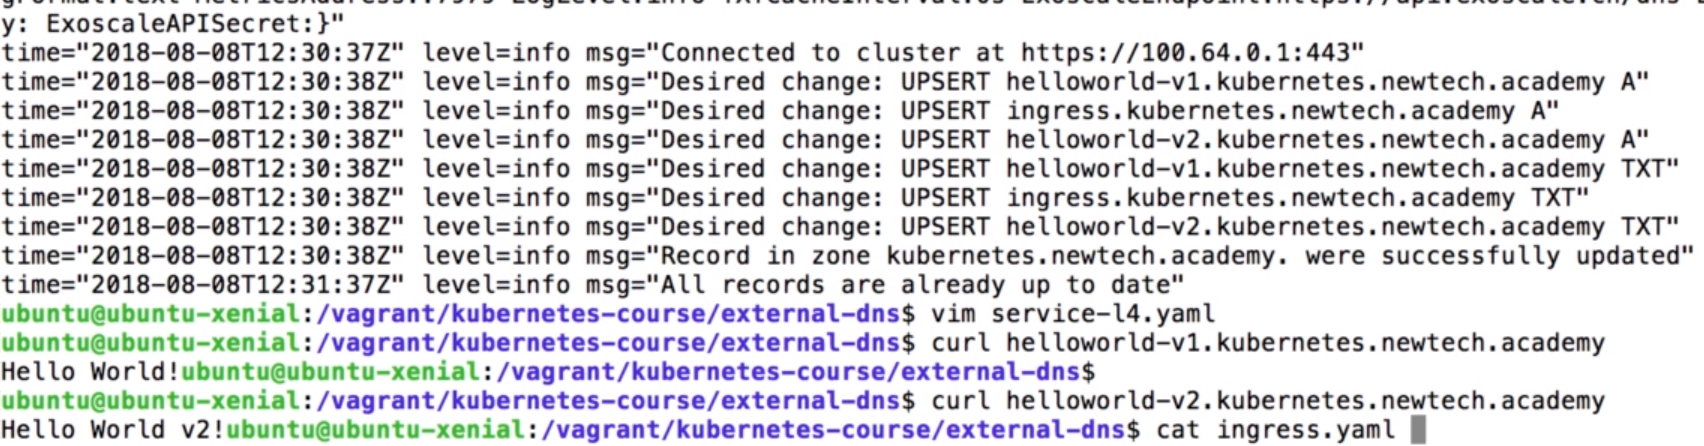 y: ExoscaleAPISecret:}"
time="2018-08-08T12:30:37Z" level=info msg="Connected to cluster at https://100.64.0.1:443"
time="2018-08-08T12:30:38Z" level=info msg="Desired change: UPSERT helloworld-v1.kubernetes.newtech.academy A"
time="2018-08-08T12:30:38Z" level=info msg="Desired change: UPSERT ingress.kubernetes.newtech.academy A"
time="2018-08-08T12:30:38Z" level=info msg="Desired change: UPSERT helloworld-v2.kubernetes.newtech.academy A"
time="2018-08-08T12:30:38Z" level=info msg="Desired change: UPSERT helloworld-v1.kubernetes.newtech.academy TXT"
time="2018-08-08T12:30:38Z" level=info msg="Desired change: UPSERT ingress.kubernetes.newtech.academy TXT"
time="2018-08-08T12:30:38Z" level=info msg="Desired change: UPSERT helloworld-v2.kubernetes.newtech.academy TXT"
time="2018-08-08T12:30:38Z" level=info msg="Record in zone kubernetes.newtech.academy. were successfully updated"
time="2018-08-08T12:31:37Z" level=info msg="All records are already up to date"
ubuntu@ubuntu-xenial:/vagrant/kubernetes-course/external-dns$ vim service-l4.yaml
ubuntu@ubuntu-xenial:/vagrant/kubernetes-course/external-dns$ curl helloworld-v1.kubernetes.newtech.academy
Hello World!ubuntu@ubuntu-xenial:/vagrant/kubernetes-course/external-dns$
ubuntu@ubuntu-xenial:/vagrant/kubernetes-course/external-dns$ curl helloworld-v2.kubernetes.newtech.academy
Hello World v2!ubuntu@ubuntu-xenial:/vagrant/kubernetes-course/external-dns$ cat ingress.yaml